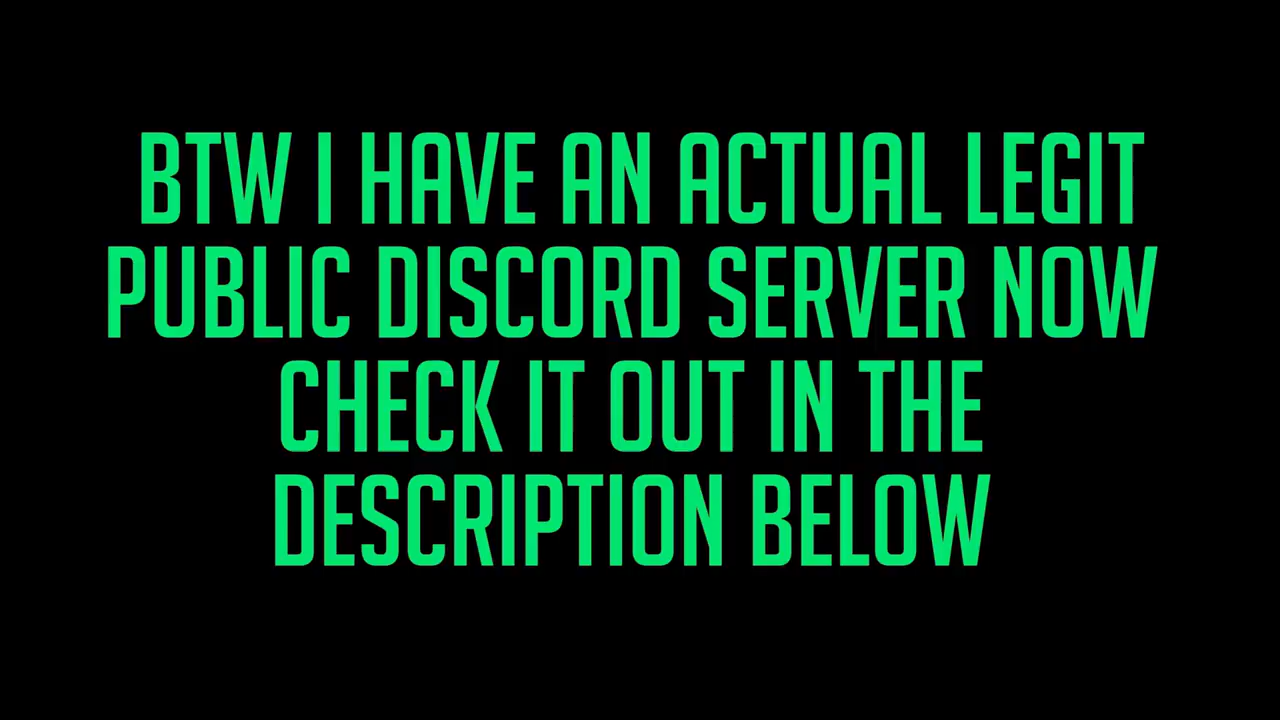 BTW I HAVE AN ACTUAL LEGIT
PUBLIC DISCORD SERVER NOW
CHECK IT OUT IN THE
DESCRIPTION BELOW